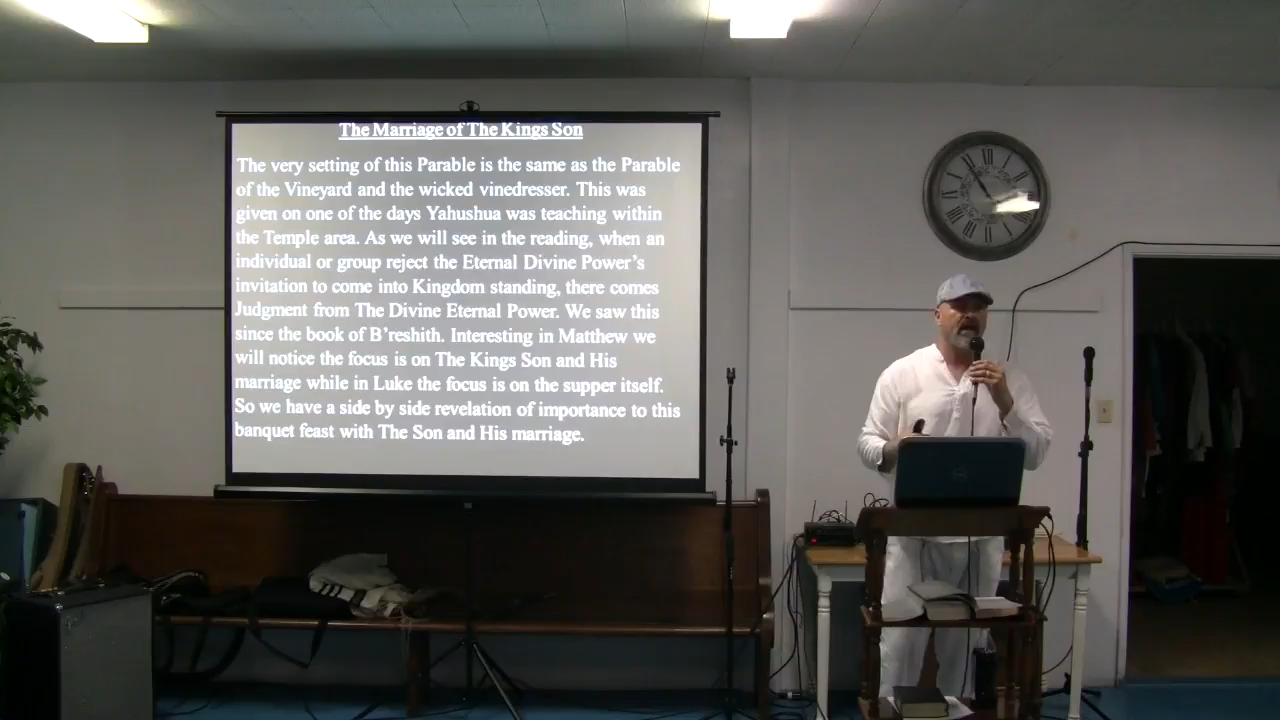 The Marriage of The Kings Son
The very setting of this Parable is the same as the Parable
of the Vineyard and the wicked vinedresser. This was
given on one of the days Yahushua was teaching within
the Temple area. As we will see in the reading, when an
individual or group reject the Eternal Divine Power's
invitation to come into Kingdom standing, there comes
Judgment from The Divine Eternal Power. We saw this
since the book of B'reshith. Interesting in Matthew we
will notice the focus is on The Kings Son and His
marriage while in Luke the focus is on the supper itself.
So we have a side by side revelation of importance to this
banquet feast with The Son and His marriage.